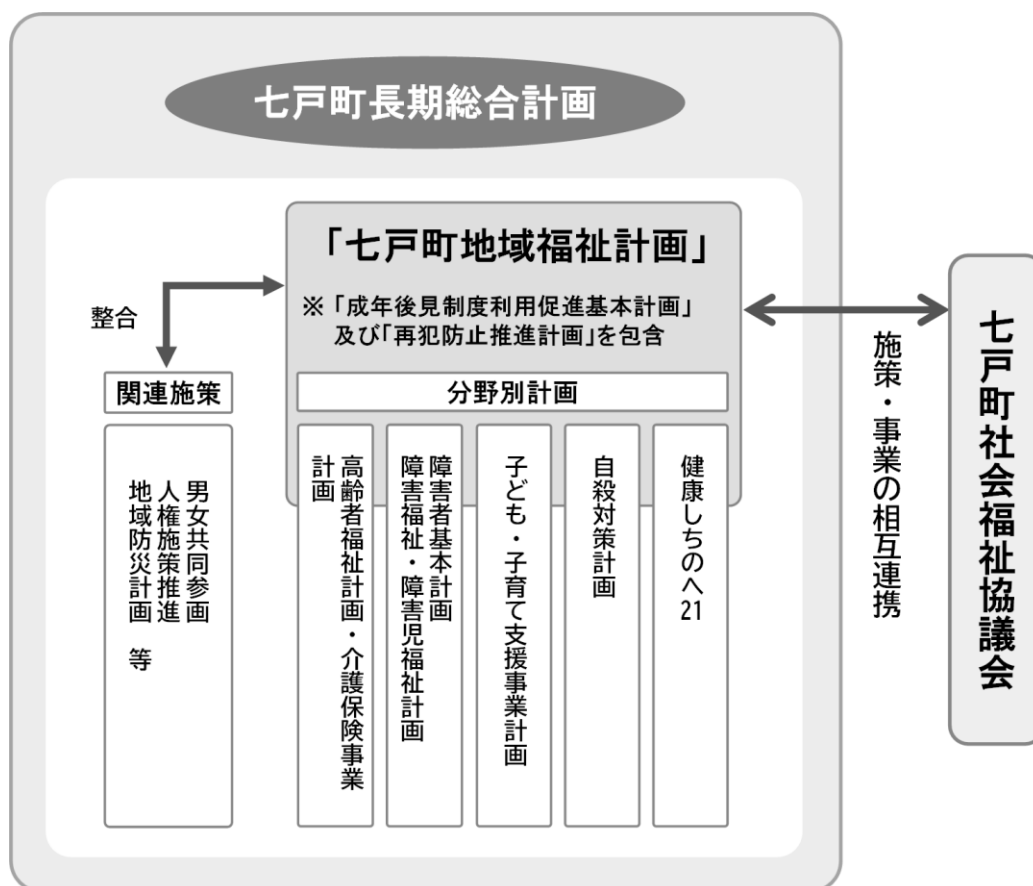 七戸町長期総合計画
「七戸町地域福祉計画」
※「成年後見制度利用促進基本計画」
及び「再犯防止推進計画」を包含
整合
関連施策
男女共同参画
人権施策推進
地域防災計画 等
分野別計画
高齢者福祉計画・介護保険事業
計画
障害者基本計画
障害福祉・障害児福祉計画
子ども・子育て支援事業計画
自殺対策計画
健康しちのへ21
施策・事業の相互連携
七戸町社会福祉協議会